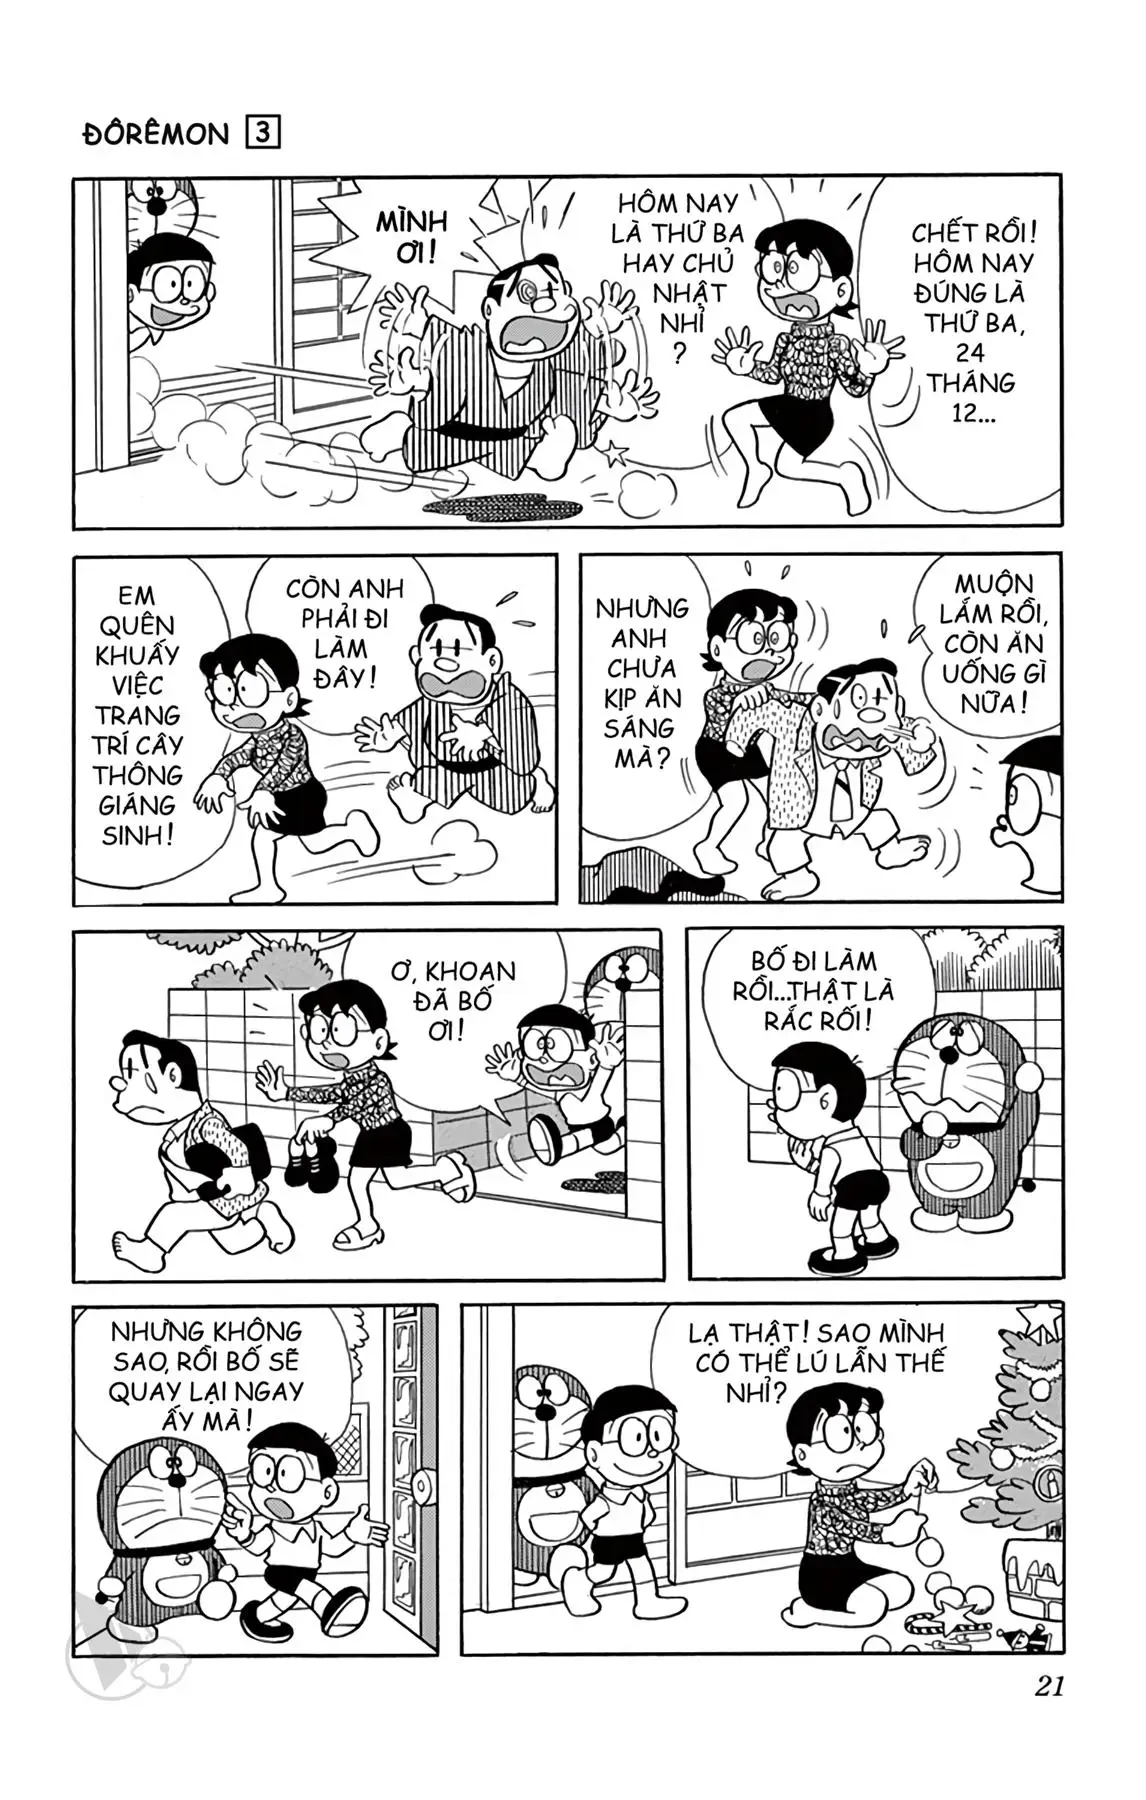 ĐÔRÊMON 3
MÌNH
ƠI!
HÔM NAY
LÀ THỨ BA
HAY CHỦ
NHẬT
NHỈ
?
CHẾT RỒI!
HÔM NAY
ĐÚNG LÀ
THỨ BA,
24
THÁNG
12...
EM
QUÊN
KHUẤY
VIỆC
TRANG
TRÍ CÂY
THÔNG
GIÁNG
SINH!
CÒN ANH
PHẢI ĐI
LÀM
ĐÂY!
NHƯNG
ANH
CHƯA
KỊP ĂN
SÁNG
MÀ?
MUỘN
LẮM RỒI,
CÒN ĂN
UỐNG GÌ
NỮA!
Ơ, KHOAN
ĐÃ BỐ
ƠI!
BỐ ĐI LÀM
RỒI...THẬT LÀ
RẮC RỐI!
NHƯNG KHÔNG
SAO, RỒI BỐ SẼ
QUAY LẠI NGAY
ẤY MÀ!
LẠ THẬT! SAO MÌNH
CÓ THỂ LÚ LẪN THẾ
NHỈ?
21